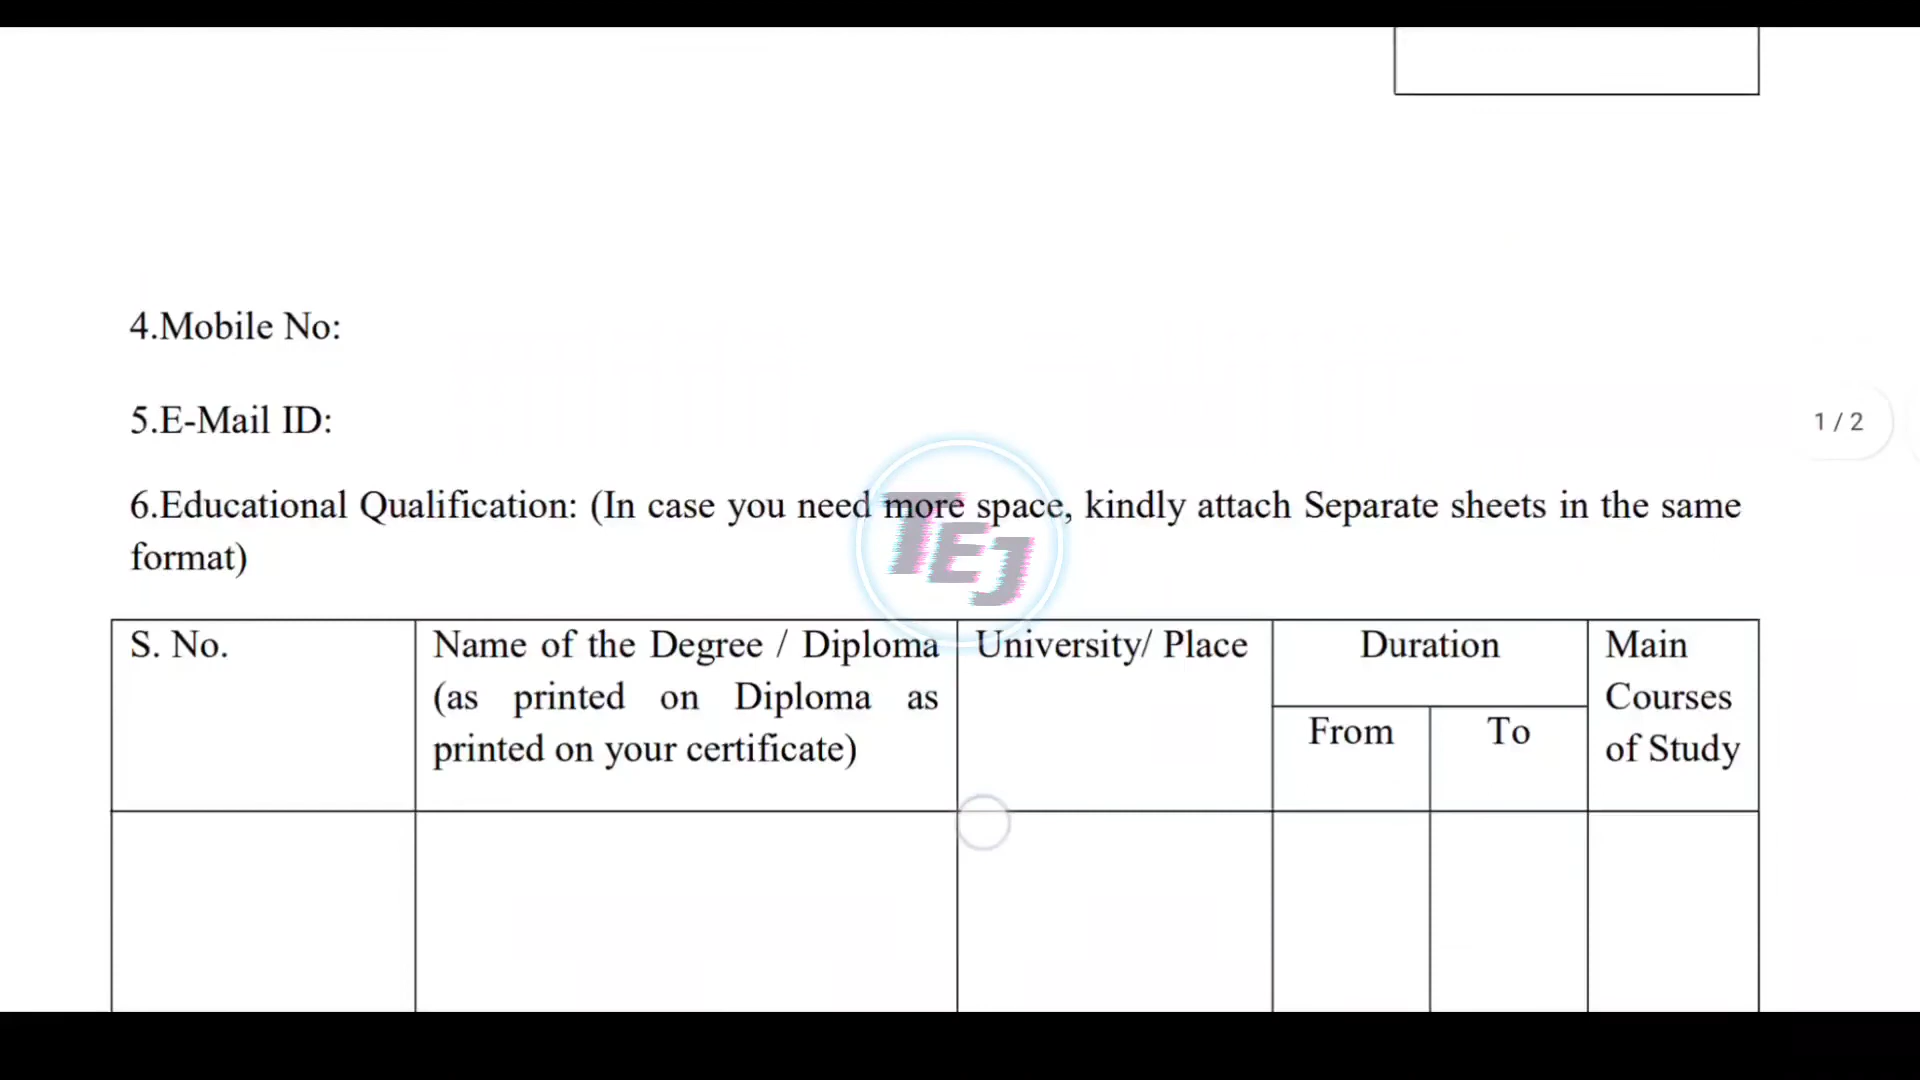 4.Mobile No:
5.E-Mail ID:
1 / 2
6.Educational Qualification: (In case you need more space, kindly attach Separate sheets in the same
format)
TEJ
S. No.
Name of the Degree / Diploma
(as printed on Diploma as
printed on your certificate)
University/ Place
Duration
From
To
Main
Courses
of Study